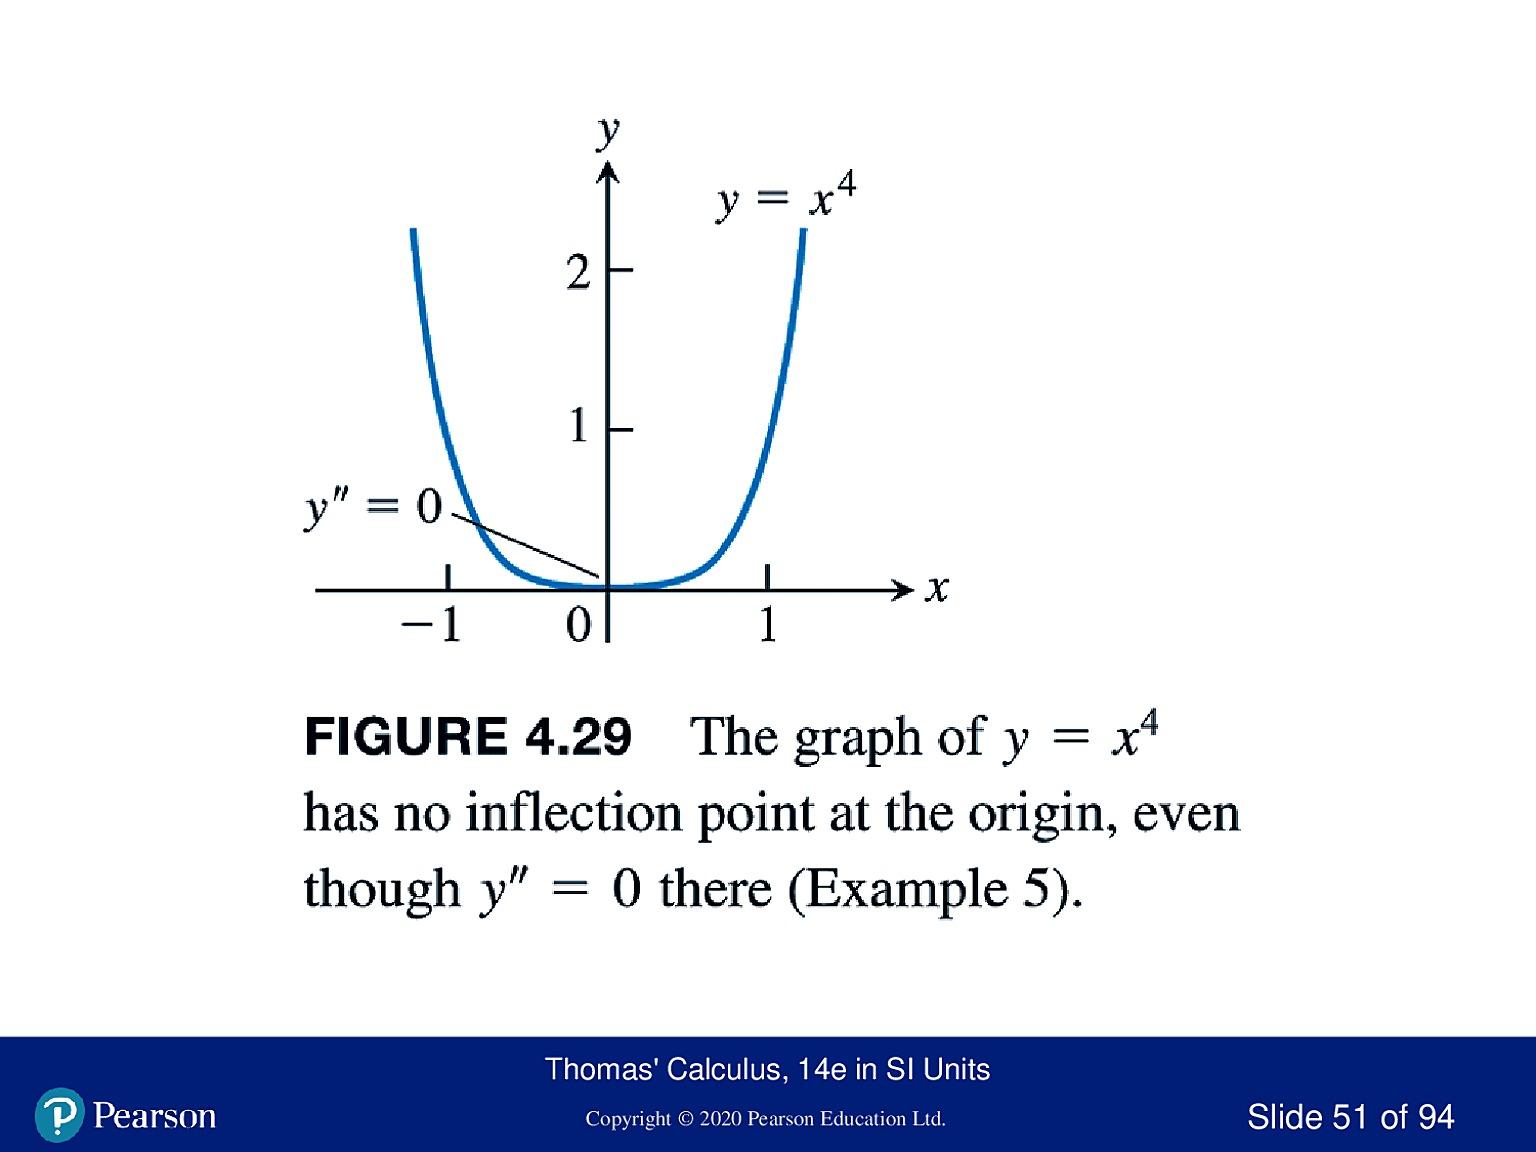 y
y = x⁴
2
1
y″ = 0
x
−1
0
1
FIGURE 4.29 The graph of y = x⁴
has no inflection point at the origin, even
though y″ = 0 there (Example 5).
Thomas' Calculus, 14e in SI Units
Pearson
Copyright © 2020 Pearson Education Ltd.
Slide 51 of 94